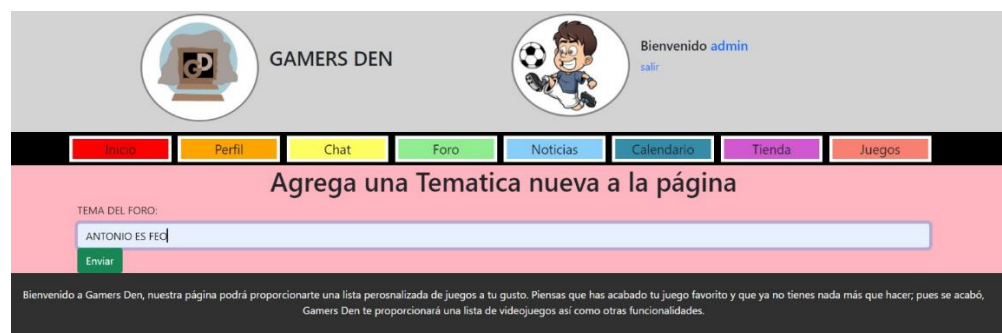 GD
GAMERS DEN
Bienvenido admin
salir
Inicio
Perfil
Chat
Foro
Noticias
Calendario
Tienda
Juegos
Agrega una Tematica nueva a la página
TEMA DEL FORO:
ANTONIO ES FEO
Enviar
Bienvenido a Gamers Den, nuestra página podrá proporcionarte una lista perosnalizada de juegos a tu gusto. Piensas que has acabado tu juego favorito y que ya no tienes nada más que hacer; pues se acabó,
Gamers Den te proporcionará una lista de videojuegos así como otras funcionalidades.